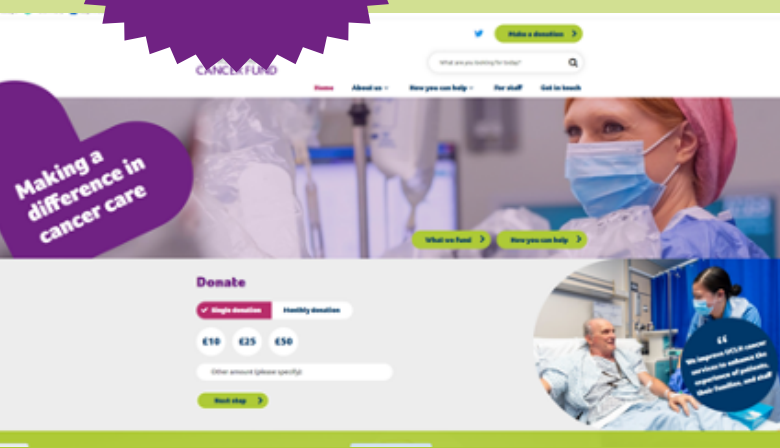 CANCER FUND
Make a donation
What are you looking for today?
Home About us How you can help For staff Get in touch
Making a
difference in
cancer care
What we fund How you can help
Donate
Single donation Monthly donation
£10 £25 £50
Other amount (please specify)
Next step
“
We improve UCLH cancer
services to enhance the
experience of patients,
their families, and staff